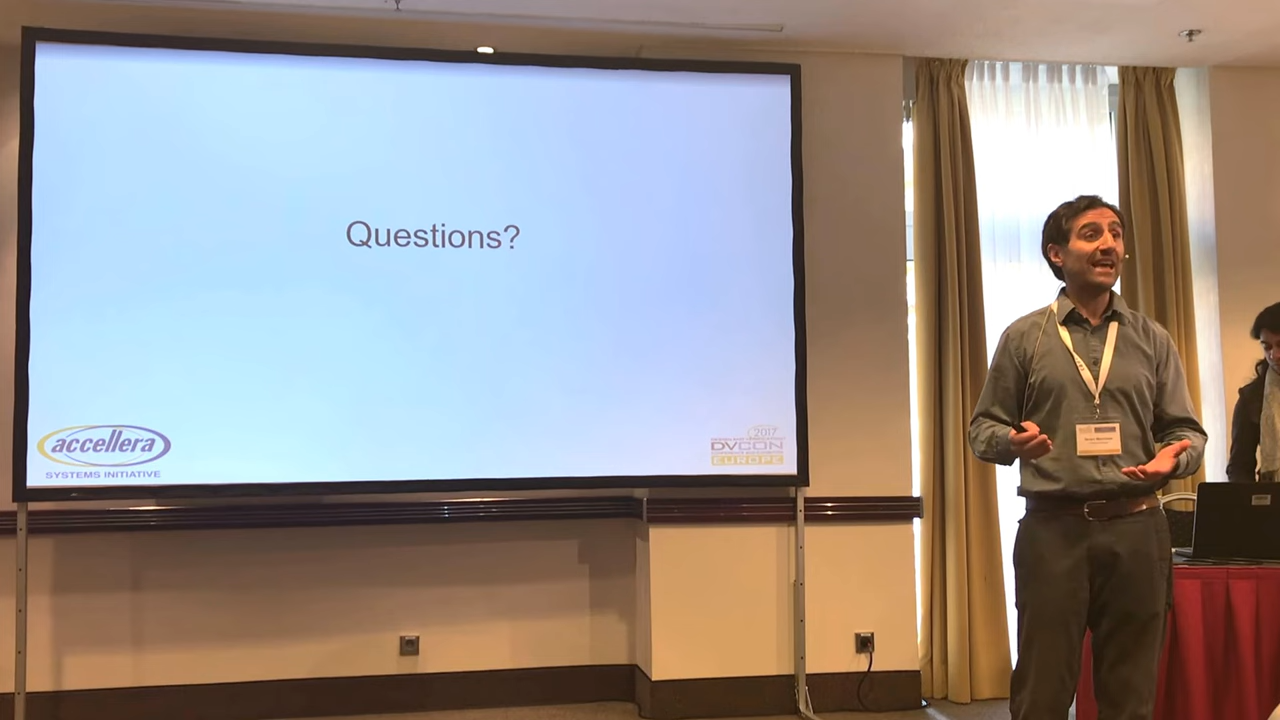 Questions?
accellera
SYSTEMS INITIATIVE
2017
DVCON
EUROPE